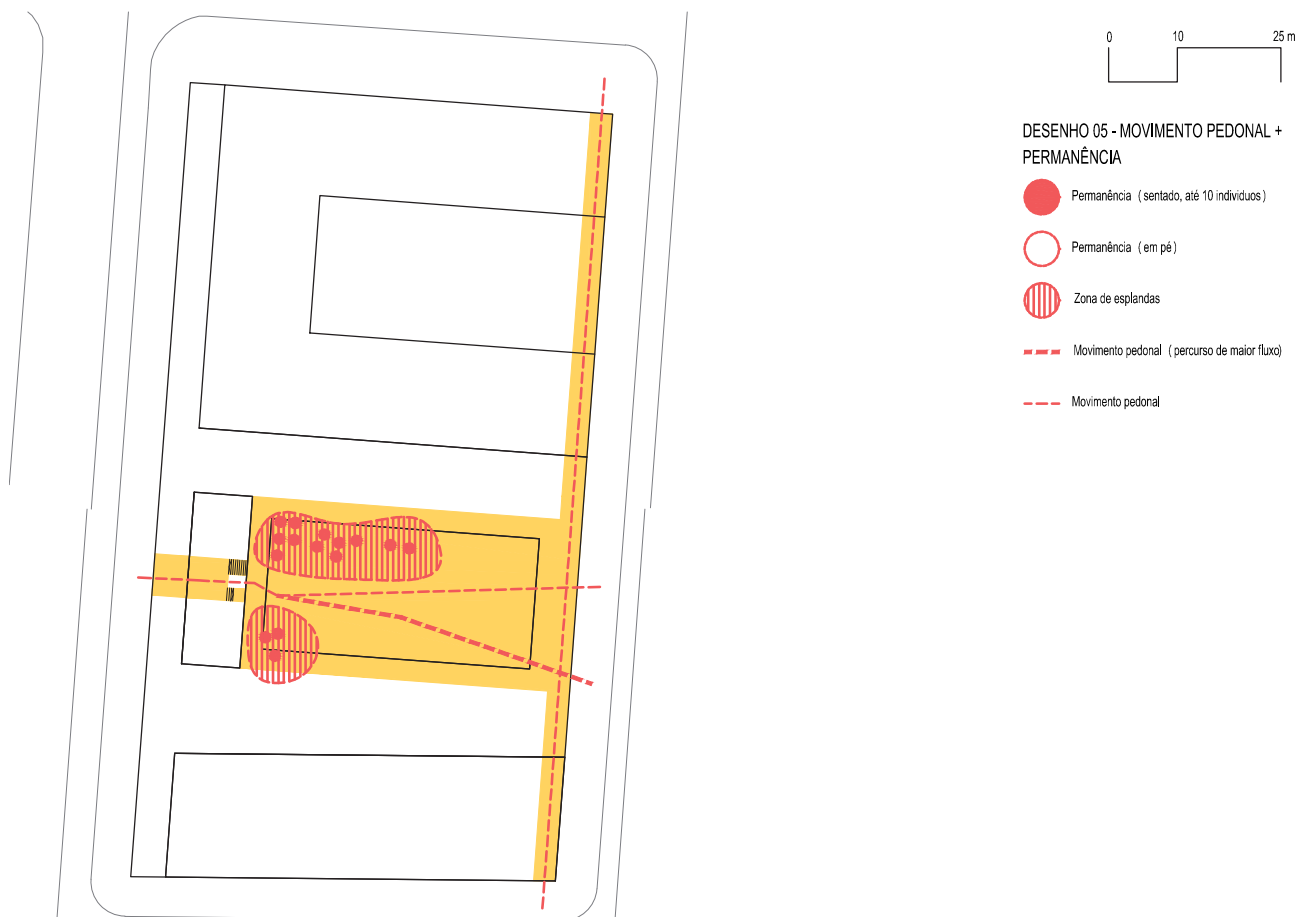 0 10 25 m
DESENHO 05 - MOVIMENTO PEDONAL +
PERMANÊNCIA
Permanência ( sentado, até 10 individuos )
Permanência ( em pé )
Zona de esplandas
Movimento pedonal ( percurso de maior fluxo)
Movimento pedonal